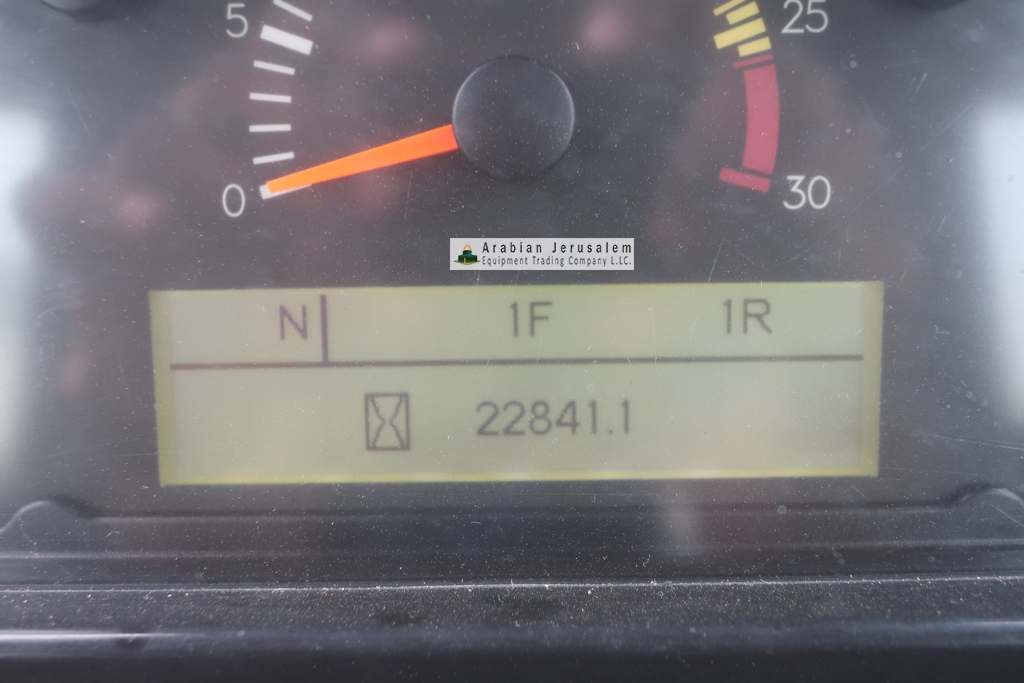 5
25
0
30
Arabian Jerusalem
Equipment Trading Company L.L.C.
N 1F 1R
22841.1